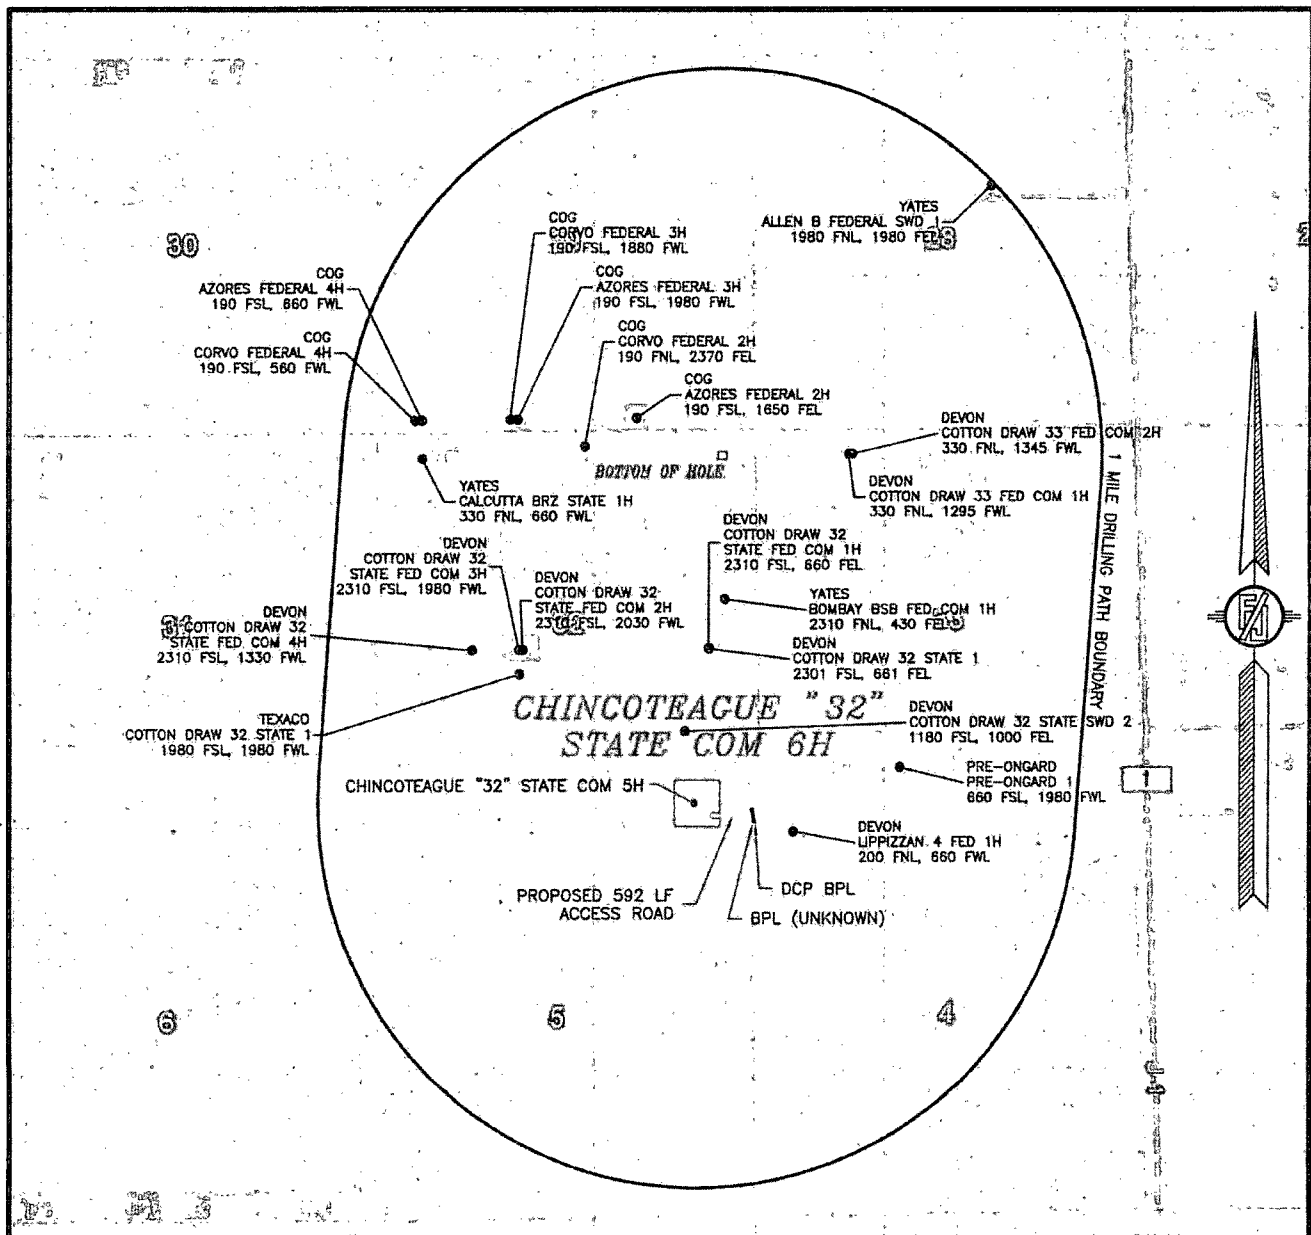 30
YATES
ALLEN B FEDERAL SWD 1
1980 FNL, 1980 FEL
28
COG
CORVO FEDERAL 3H
190 FSL, 1880 FWL
COG
AZORES FEDERAL 4H
190 FSL, 660 FWL
COG
AZORES FEDERAL 3H
190 FSL, 1980 FWL
COG
CORVO FEDERAL 2H
190 FNL, 2370 FEL
COG
CORVO FEDERAL 4H
190 FSL, 560 FWL
COG
AZORES FEDERAL 2H
190 FSL, 1650 FEL
DEVON
COTTON DRAW 33 FED COM 2H
330 FNL, 1345 FWL
BOTTOM OF HOLE
DEVON
COTTON DRAW 33 FED COM 1H
330 FNL, 1295 FWL
1 MILE DRILLING PATH BOUNDARY
YATES
CALCUTTA BRZ STATE 1H
330 FNL, 660 FWL
DEVON
COTTON DRAW 32
STATE FED COM 1H
2310 FSL, 660 FEL
DEVON
COTTON DRAW 32
STATE FED COM 3H
2310 FSL, 1980 FWL
DEVON
COTTON DRAW 32
STATE FED COM 2H
2310 FSL, 2030 FWL
YATES
BOMBAY BSB FED COM 1H
2310 FNL, 430 FEL
DEVON
COTTON DRAW 32
STATE FED COM 4H
2310 FSL, 1330 FWL
DEVON
COTTON DRAW 32 STATE 1
2301 FSL, 661 FEL
CHINCOTEAGUE "32"
STATE COM 6H
DEVON
COTTON DRAW 32 STATE SWD 2
1180 FSL, 1000 FEL
TEXACO
COTTON DRAW 32 STATE 1
1980 FSL, 1980 FWL
PRE-ONGARD
PRE-ONGARD 1
660 FSL, 1980 FWL
CHINCOTEAGUE "32" STATE COM 5H
DEVON
LIPPIZZAN 4 FED 1H
200 FNL, 660 FWL
PROPOSED 592 LF
ACCESS ROAD
DCP BPL
BPL (UNKNOWN)
6
5
4